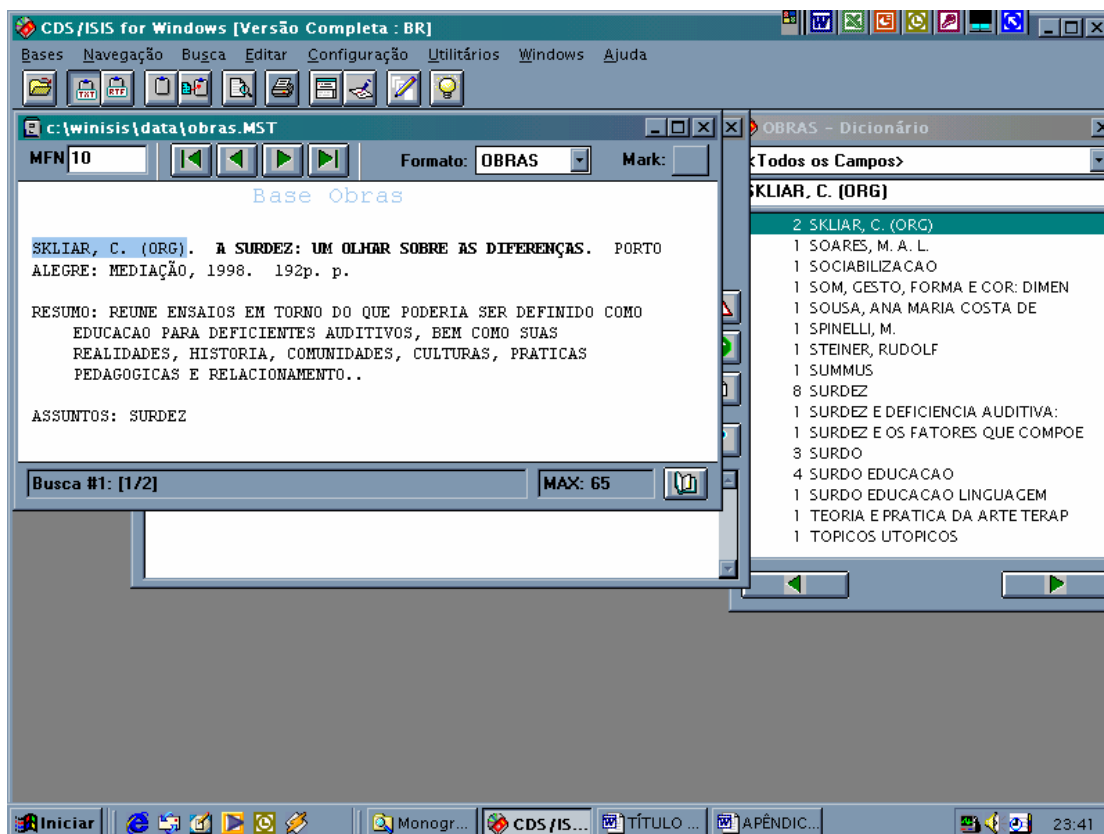 CDS/ISIS for Windows [Versão Completa : BR]
Bases Navegação Busca Editar Configuração Utilitários Windows Ajuda
TXT RTF
c:\winisis\data\obras.MST
MFN 10 Formato: OBRAS Mark:
Base Obras
SKLIAR, C. (ORG). A SURDEZ: UM OLHAR SOBRE AS DIFERENÇAS. PORTO
ALEGRE: MEDIAÇÃO, 1998. 192p. p.
RESUMO: REUNE ENSAIOS EM TORNO DO QUE PODERIA SER DEFINIDO COMO
EDUCACAO PARA DEFICIENTES AUDITIVOS, BEM COMO SUAS
REALIDADES, HISTORIA, COMUNIDADES, CULTURAS, PRATICAS
PEDAGOGICAS E RELACIONAMENTO..
ASSUNTOS: SURDEZ
Busca #1: [1/2] MAX: 65
OBRAS - Dicionário
<Todos os Campos>
SKLIAR, C. (ORG)
2 SKLIAR, C. (ORG)
1 SOARES, M. A. L.
1 SOCIABILIZACAO
1 SOM, GESTO, FORMA E COR: DIMEN
1 SOUSA, ANA MARIA COSTA DE
1 SPINELLI, M.
1 STEINER, RUDOLF
1 SUMMUS
8 SURDEZ
1 SURDEZ E DEFICIENCIA AUDITIVA:
1 SURDEZ E OS FATORES QUE COMPOE
3 SURDO
4 SURDO EDUCACAO
1 SURDO EDUCACAO LINGUAGEM
1 TEORIA E PRATICA DA ARTE TERAP
1 TOPICOS UTOPICOS
Iniciar Monogr... CDS/IS... TÍTULO ... APÊNDIC... 23:41